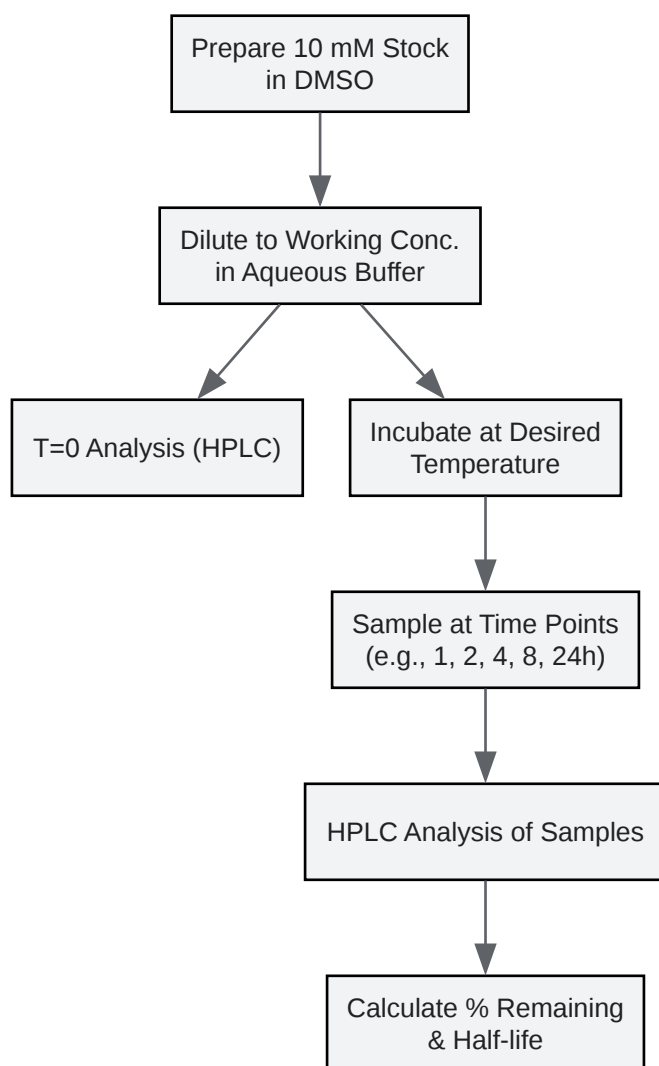 Prepare 10 mM Stock
in DMSO
Dilute to Working Conc.
in Aqueous Buffer
T=0 Analysis (HPLC)
Incubate at Desired
Temperature
Sample at Time Points
(e.g., 1, 2, 4, 8, 24h)
HPLC Analysis of Samples
Calculate % Remaining
& Half-life